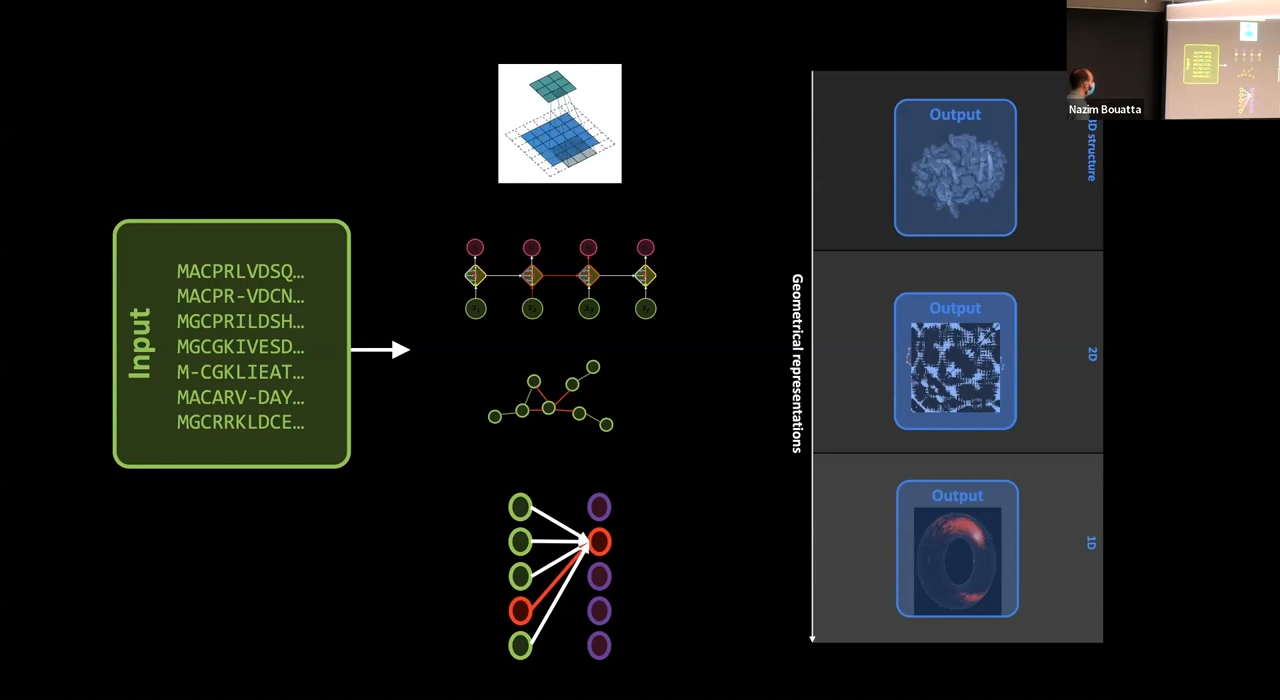 Input
MACPRLVDSQ…
MACPR-VDCN…
MGCPRILDSH…
MGCGKIVESD…
M-CGKLIEAT…
MACARV-DAY…
MGCRRKLDCE…
Geometrical representations
Output
3D structure
Output
2D
Output
1D
Nazim Bouatta